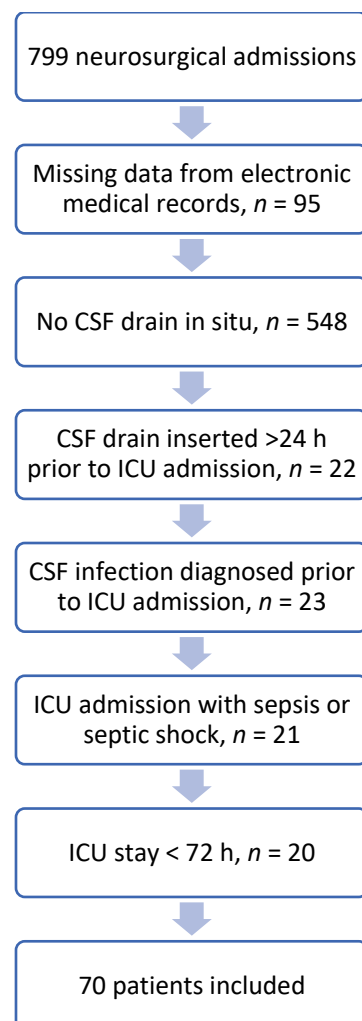 799 neurosurgical admissions
Missing data from electronic
medical records, n = 95
No CSF drain in situ, n = 548
CSF drain inserted >24 h
prior to ICU admission, n = 22
CSF infection diagnosed prior
to ICU admission, n = 23
ICU admission with sepsis or
septic shock, n = 21
ICU stay < 72 h, n = 20
70 patients included